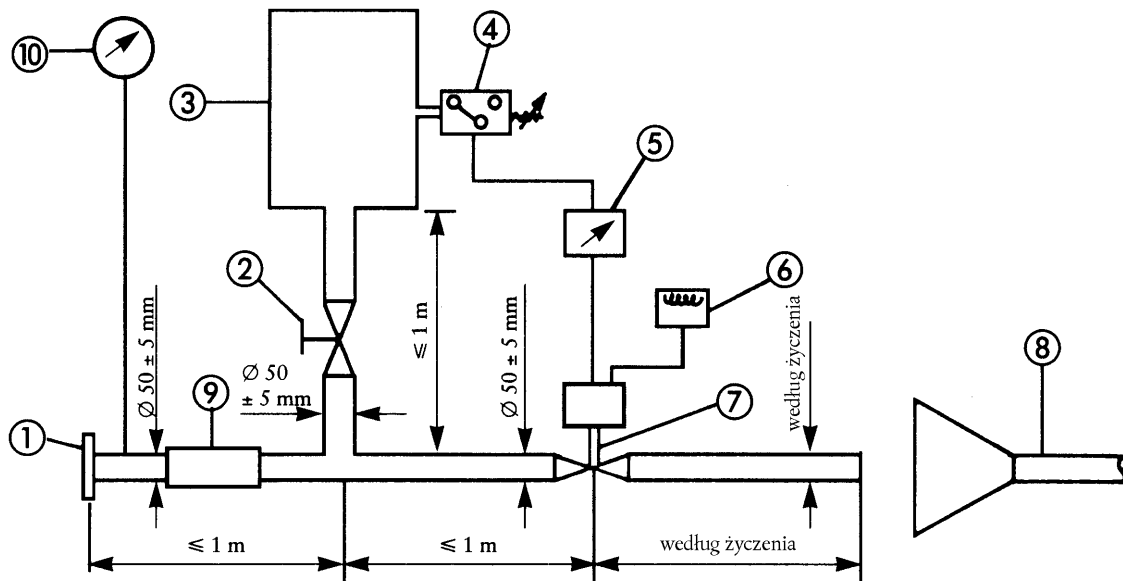 ⑩
④
③
⑤
②
⑥
≤ 1 m
według życzenia
Ø 50 ± 5 mm
Ø 50
± 5 mm
Ø 50 ± 5 mm
⑧
⑨
⑦
①
≤ 1 m
≤ 1 m
według życzenia